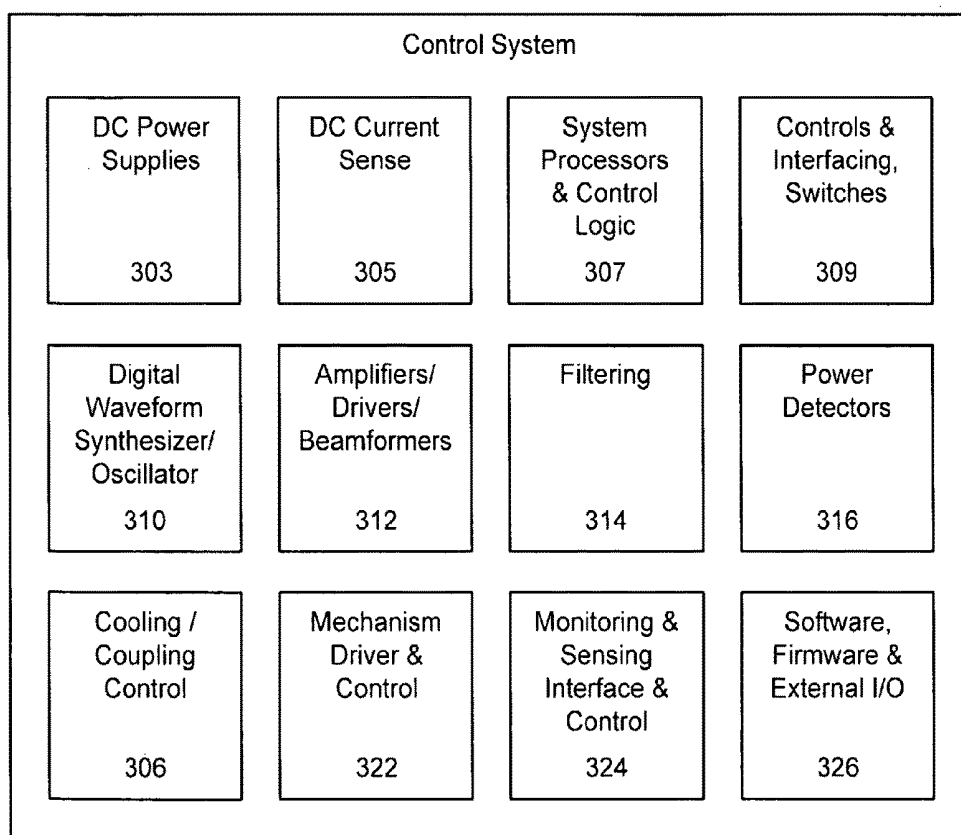 Control System
DC Power
Supplies
303
DC Current
Sense
305
System
Processors
& Control
Logic
307
Controls &
Interfacing,
Switches
309
Digital
Waveform
Synthesizer/
Oscillator
310
Amplifiers/
Drivers/
Beamformers
312
Filtering
314
Power
Detectors
316
Cooling /
Coupling
Control
306
Mechanism
Driver &
Control
322
Monitoring &
Sensing
Interface &
Control
324
Software,
Firmware &
External I/O
326